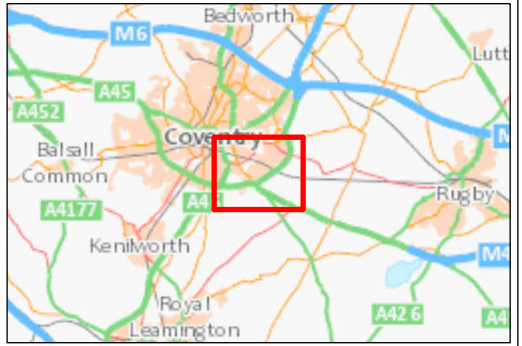 Bedworth
M6
Lutt
A45
A452
Coventry
Balsall
Common
Rugby
A4177
A4
Kenilworth
M4
Royal
Leamington
A42 6
A4